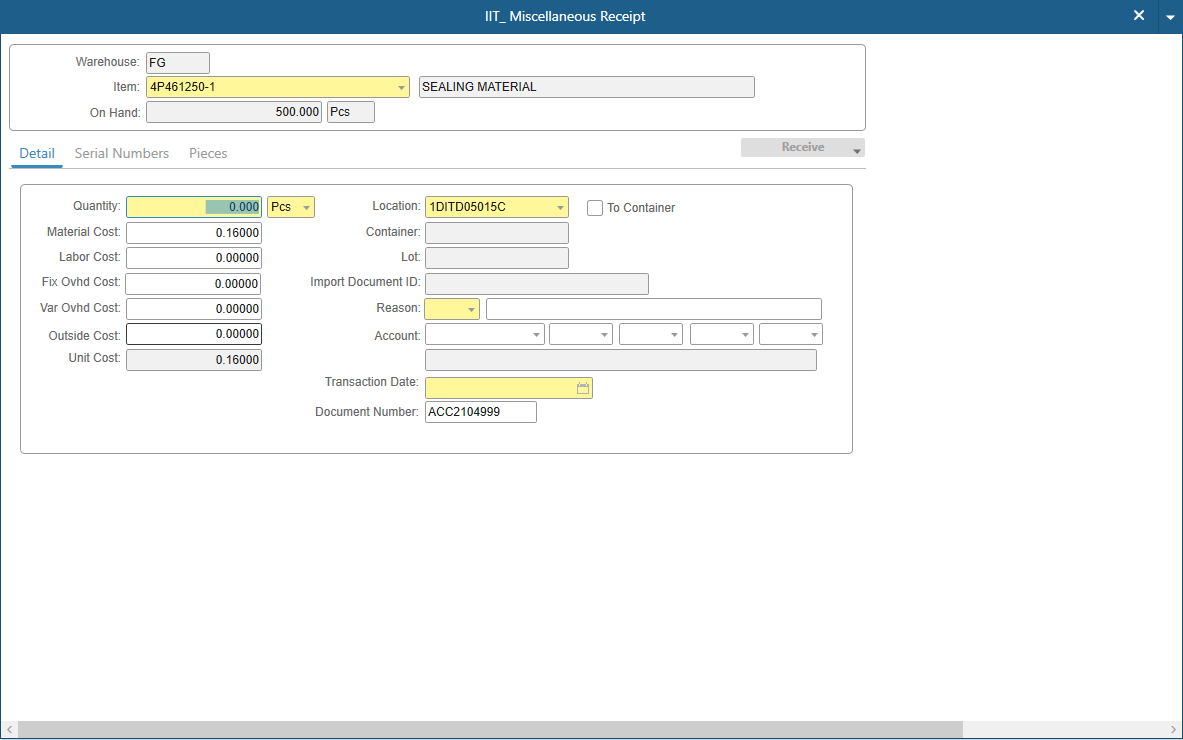 IIT_ Miscellaneous Receipt
Warehouse: FG
Item: 4P461250-1 SEALING MATERIAL
On Hand: 500.000 Pcs
Detail Serial Numbers Pieces Receive
Quantity: 0.000 Pcs Location: 1DITD05015C To Container
Material Cost: 0.16000 Container:
Labor Cost: 0.00000 Lot:
Fix Ovhd Cost: 0.00000 Import Document ID:
Var Ovhd Cost: 0.00000 Reason:
Outside Cost: 0.00000 Account:
Unit Cost: 0.16000
Transaction Date:
Document Number: ACC2104999